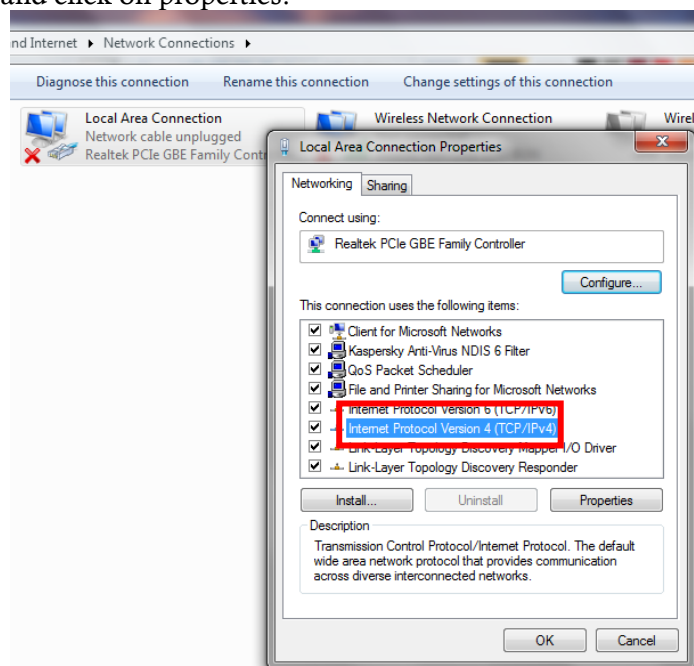 and click on properties.
nd Internet ▸ Network Connections ▸
Diagnose this connection Rename this connection Change settings of this connection
Local Area Connection
Network cable unplugged
Realtek PCIe GBE Family Contr
Wireless Network Connection
Wirel
Local Area Connection Properties
Networking Sharing
Connect using:
Realtek PCIe GBE Family Controller
Configure...
This connection uses the following items:
Client for Microsoft Networks
Kaspersky Anti-Virus NDIS 6 Filter
QoS Packet Scheduler
File and Printer Sharing for Microsoft Networks
Internet Protocol Version 6 (TCP/IPv6)
Internet Protocol Version 4 (TCP/IPv4)
Link-Layer Topology Discovery Mapper I/O Driver
Link-Layer Topology Discovery Responder
Install... Uninstall Properties
Description
Transmission Control Protocol/Internet Protocol. The default
wide area network protocol that provides communication
across diverse interconnected networks.
OK Cancel